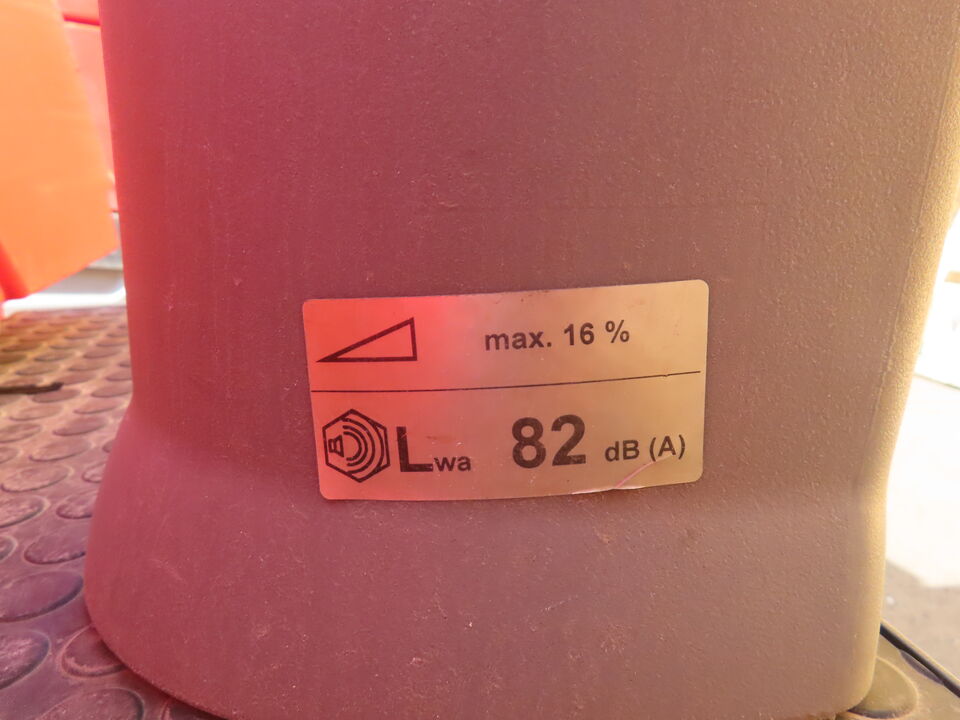 max. 16 %
Lwa 82 dB (A)